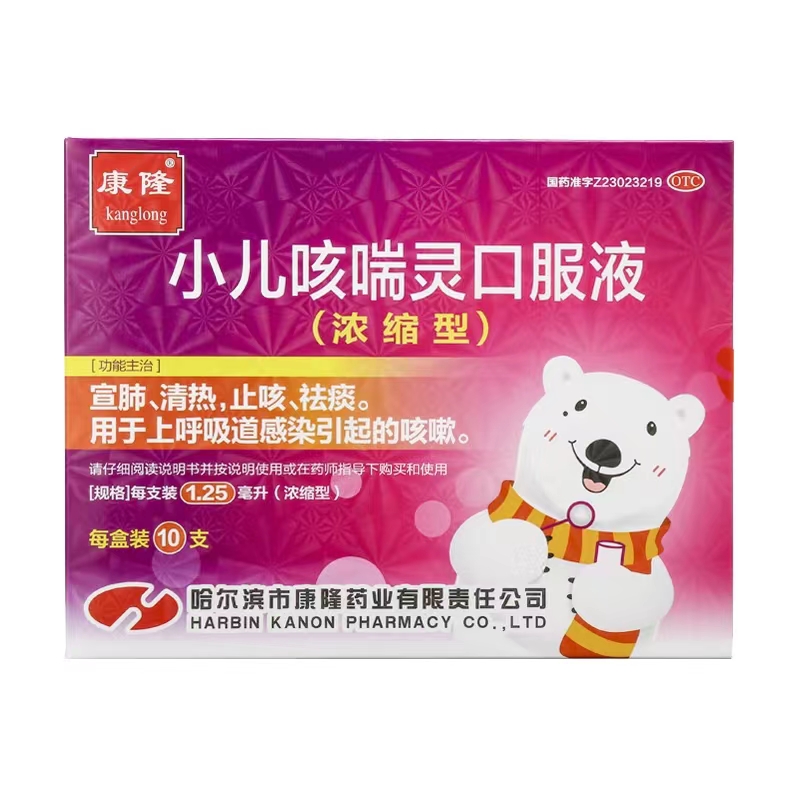 康隆®
kanglong
国药准字Z23023219 OTC
小儿咳喘灵口服液
（浓缩型）
[功能主治]
宣肺、清热，止咳、祛痰。
用于上呼吸道感染引起的咳嗽。
请仔细阅读说明书并按说明使用或在药师指导下购买和使用
[规格]每支装1.25毫升（浓缩型）
每盒装10支
哈尔滨市康隆药业有限责任公司
HARBIN KANON PHARMACY CO.,LTD